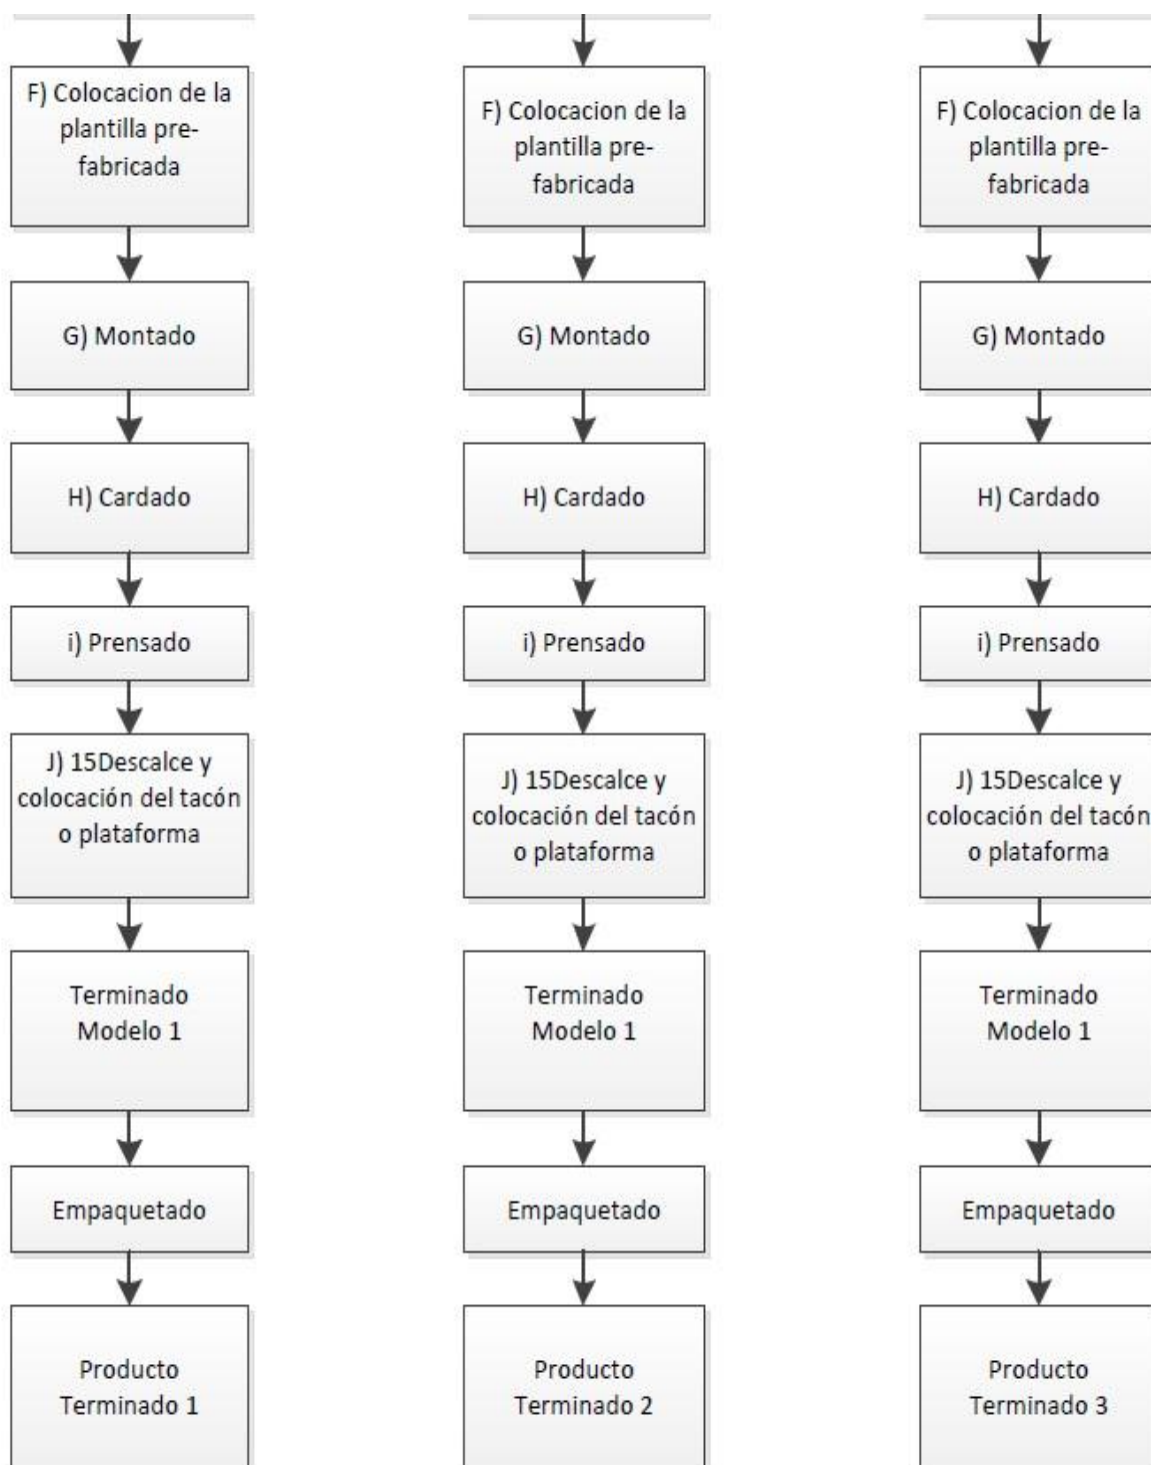 F) Colocacion de la
plantilla pre-
fabricada
F) Colocacion de la
plantilla pre-
fabricada
F) Colocacion de la
plantilla pre-
fabricada
G) Montado
G) Montado
G) Montado
H) Cardado
H) Cardado
H) Cardado
i) Prensado
i) Prensado
i) Prensado
J) 15Descalce y
colocación del tacón
o plataforma
J) 15Descalce y
colocación del tacón
o plataforma
J) 15Descalce y
colocación del tacón
o plataforma
Terminado
Modelo 1
Terminado
Modelo 1
Terminado
Modelo 1
Empaquetado
Empaquetado
Empaquetado
Producto
Terminado 1
Producto
Terminado 2
Producto
Terminado 3